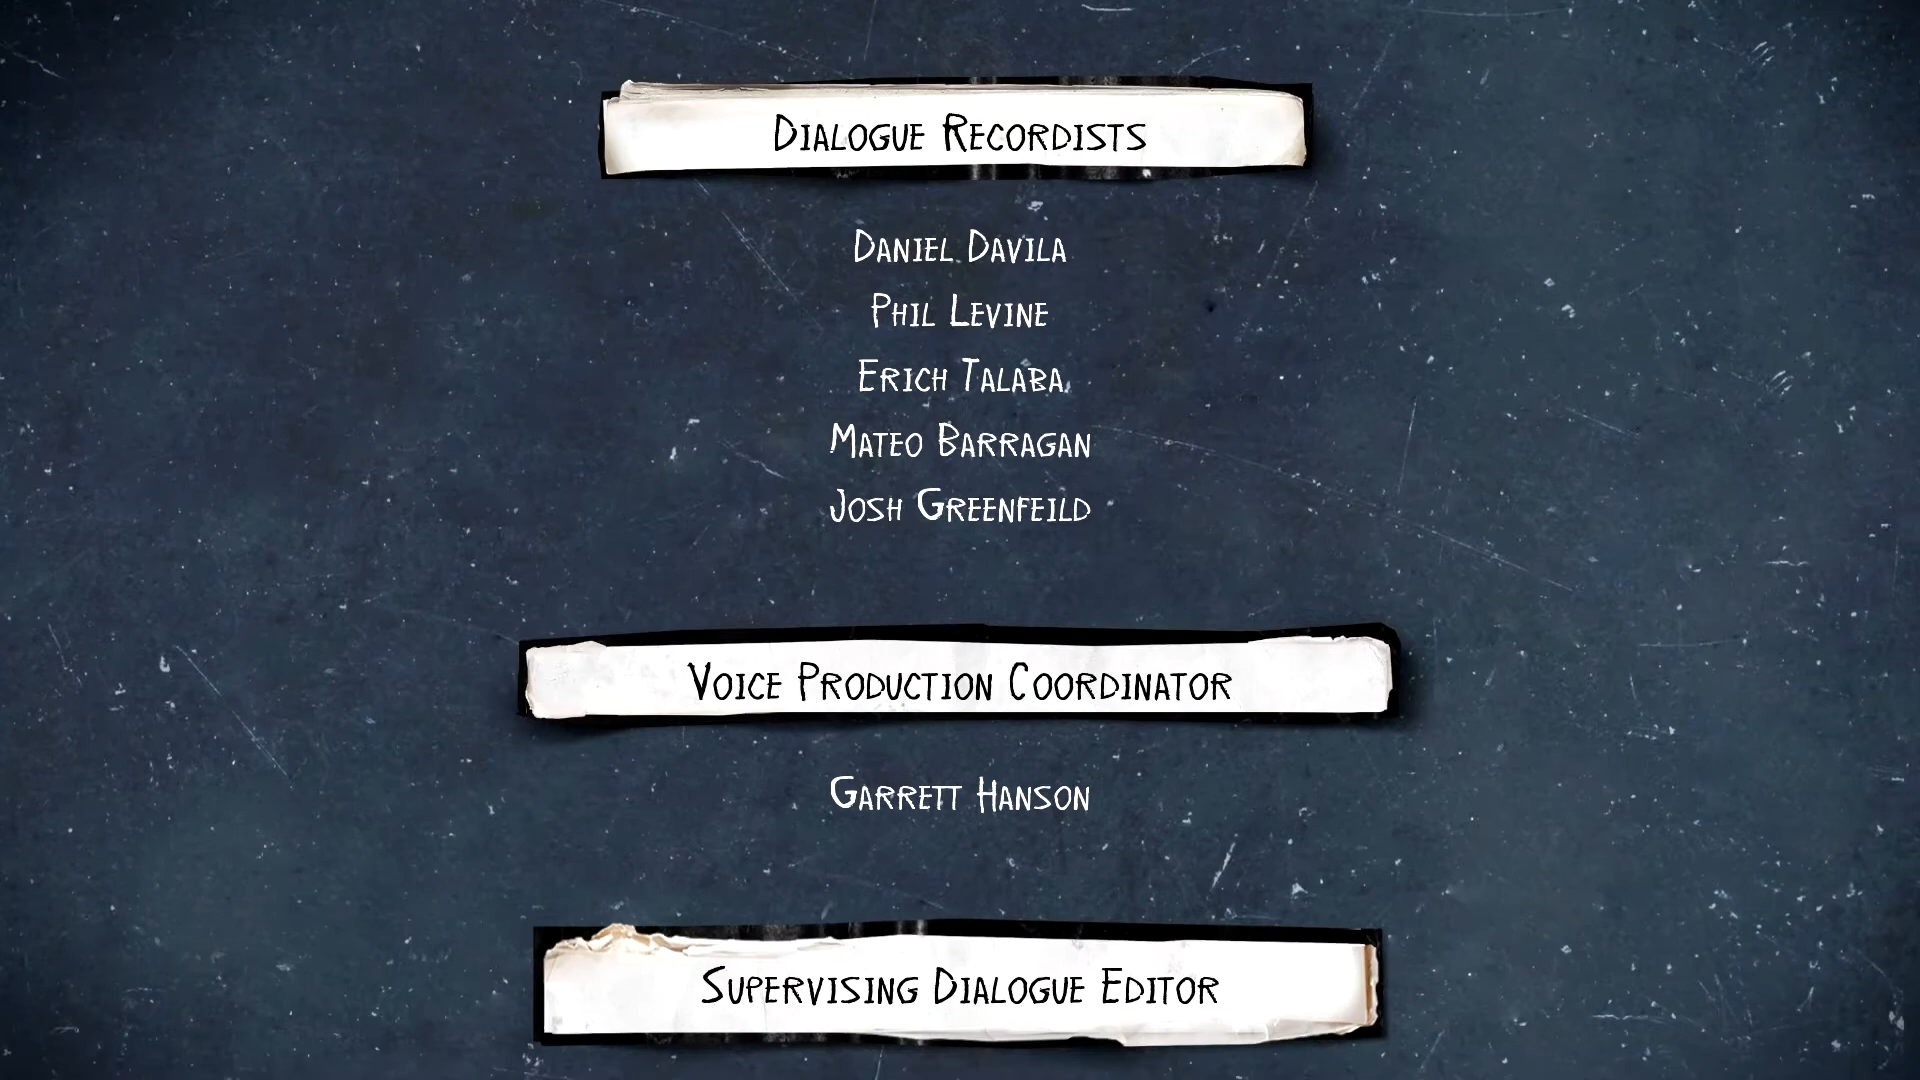 Dialogue Recordists
Daniel Davila
Phil Levine
Erich Talaba
Mateo Barragan
Josh Greenfeild
Voice Production Coordinator
Garrett Hanson
Supervising Dialogue Editor